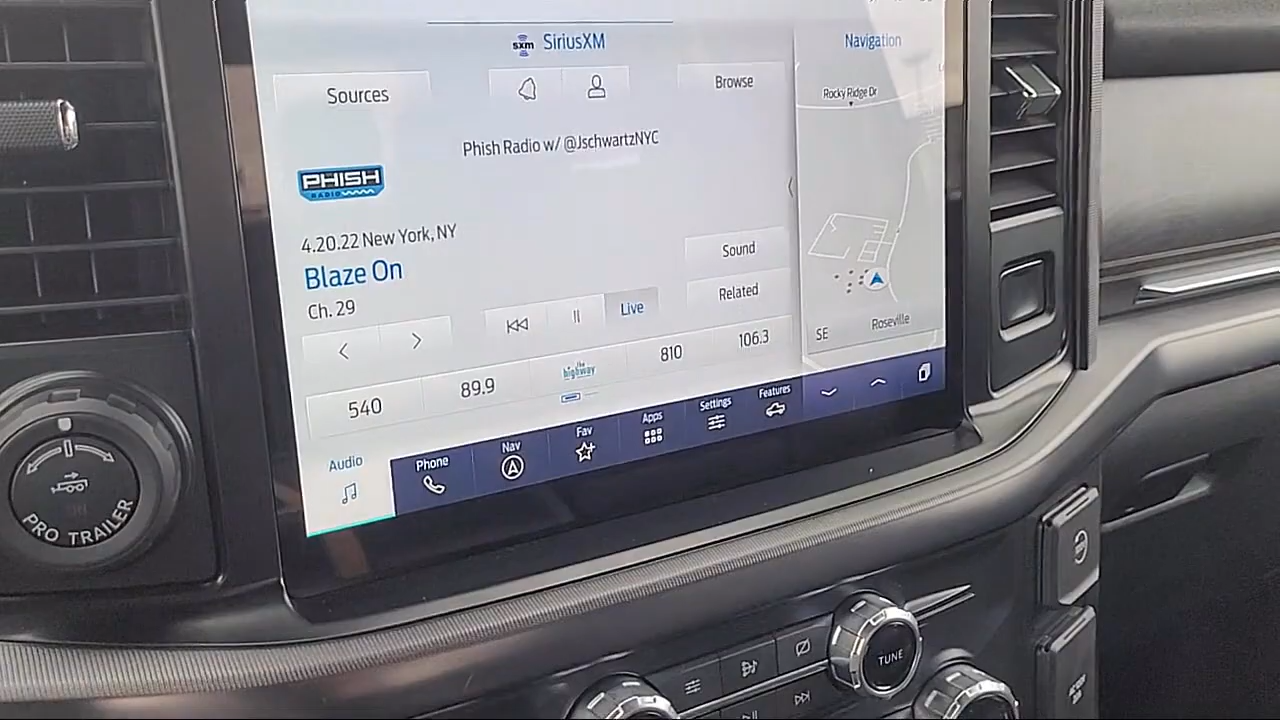 sxm SiriusXM
Navigation
Sources
Browse
Rocky Ridge Dr
Phish Radio w/ @JschwartzNYC
PHISH
RADIO
4.20.22 New York, NY
Sound
Blaze On
Related
Ch. 29
Live
SE
Roseville
540
89.9
the highway
810
106.3
Audio
Phone
Nav
Fav
Apps
Settings
Features
PRO TRAILER
TUNE